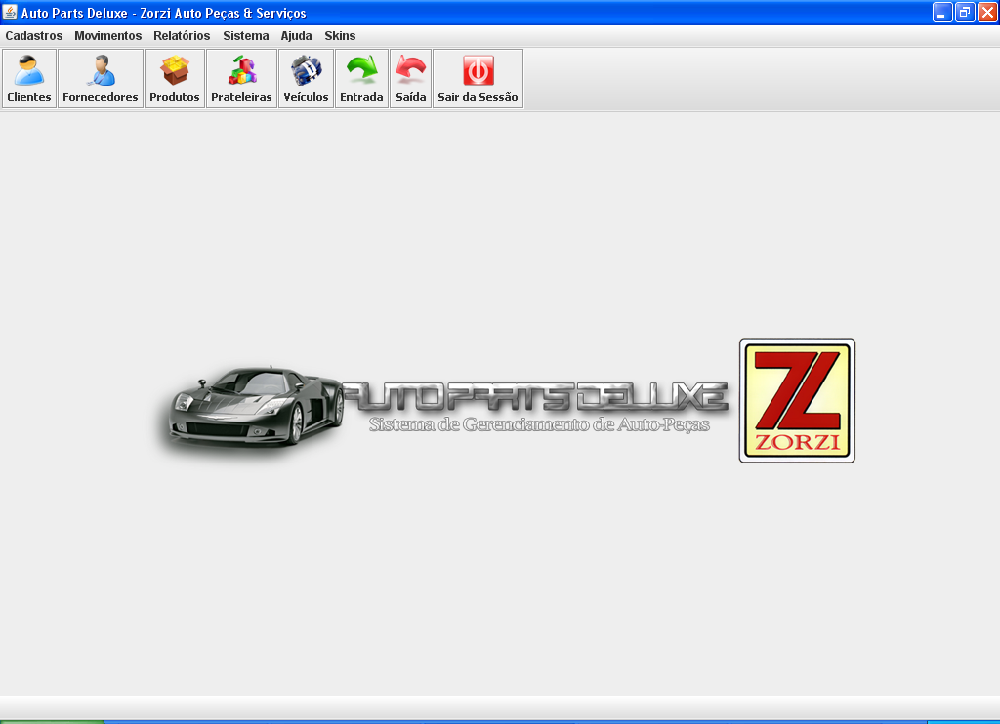 Auto Parts Deluxe - Zorzi Auto Peças & Serviços
Cadastros Movimentos Relatórios Sistema Ajuda Skins
Clientes Fornecedores Produtos Prateleiras Veículos Entrada Saída Sair da Sessão
AUTO PARTS DELUXE
Sistema de Gerenciamento de Auto-Peças
ZORZI